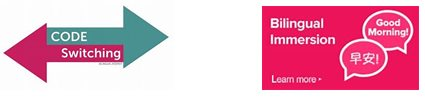 CODE
Switching
Bilingual
Immersion
Good
Morning!
早安!
Learn more ▸